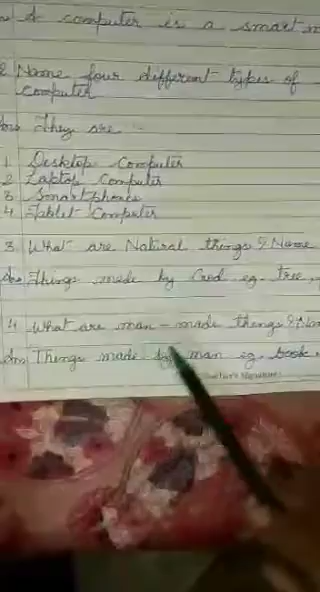 A computer is a smart
2 Name four different types of
computer
Ans They are :-
1 Desktop Computer
2 Laptop Computer
3 Smartphone
4 Tablet Computer
3. What are Natural things? Name
Ans Things made by God eg. tree,
4 What are man-made things? 
Ans Things made by man eg. book,
Teacher's Signature